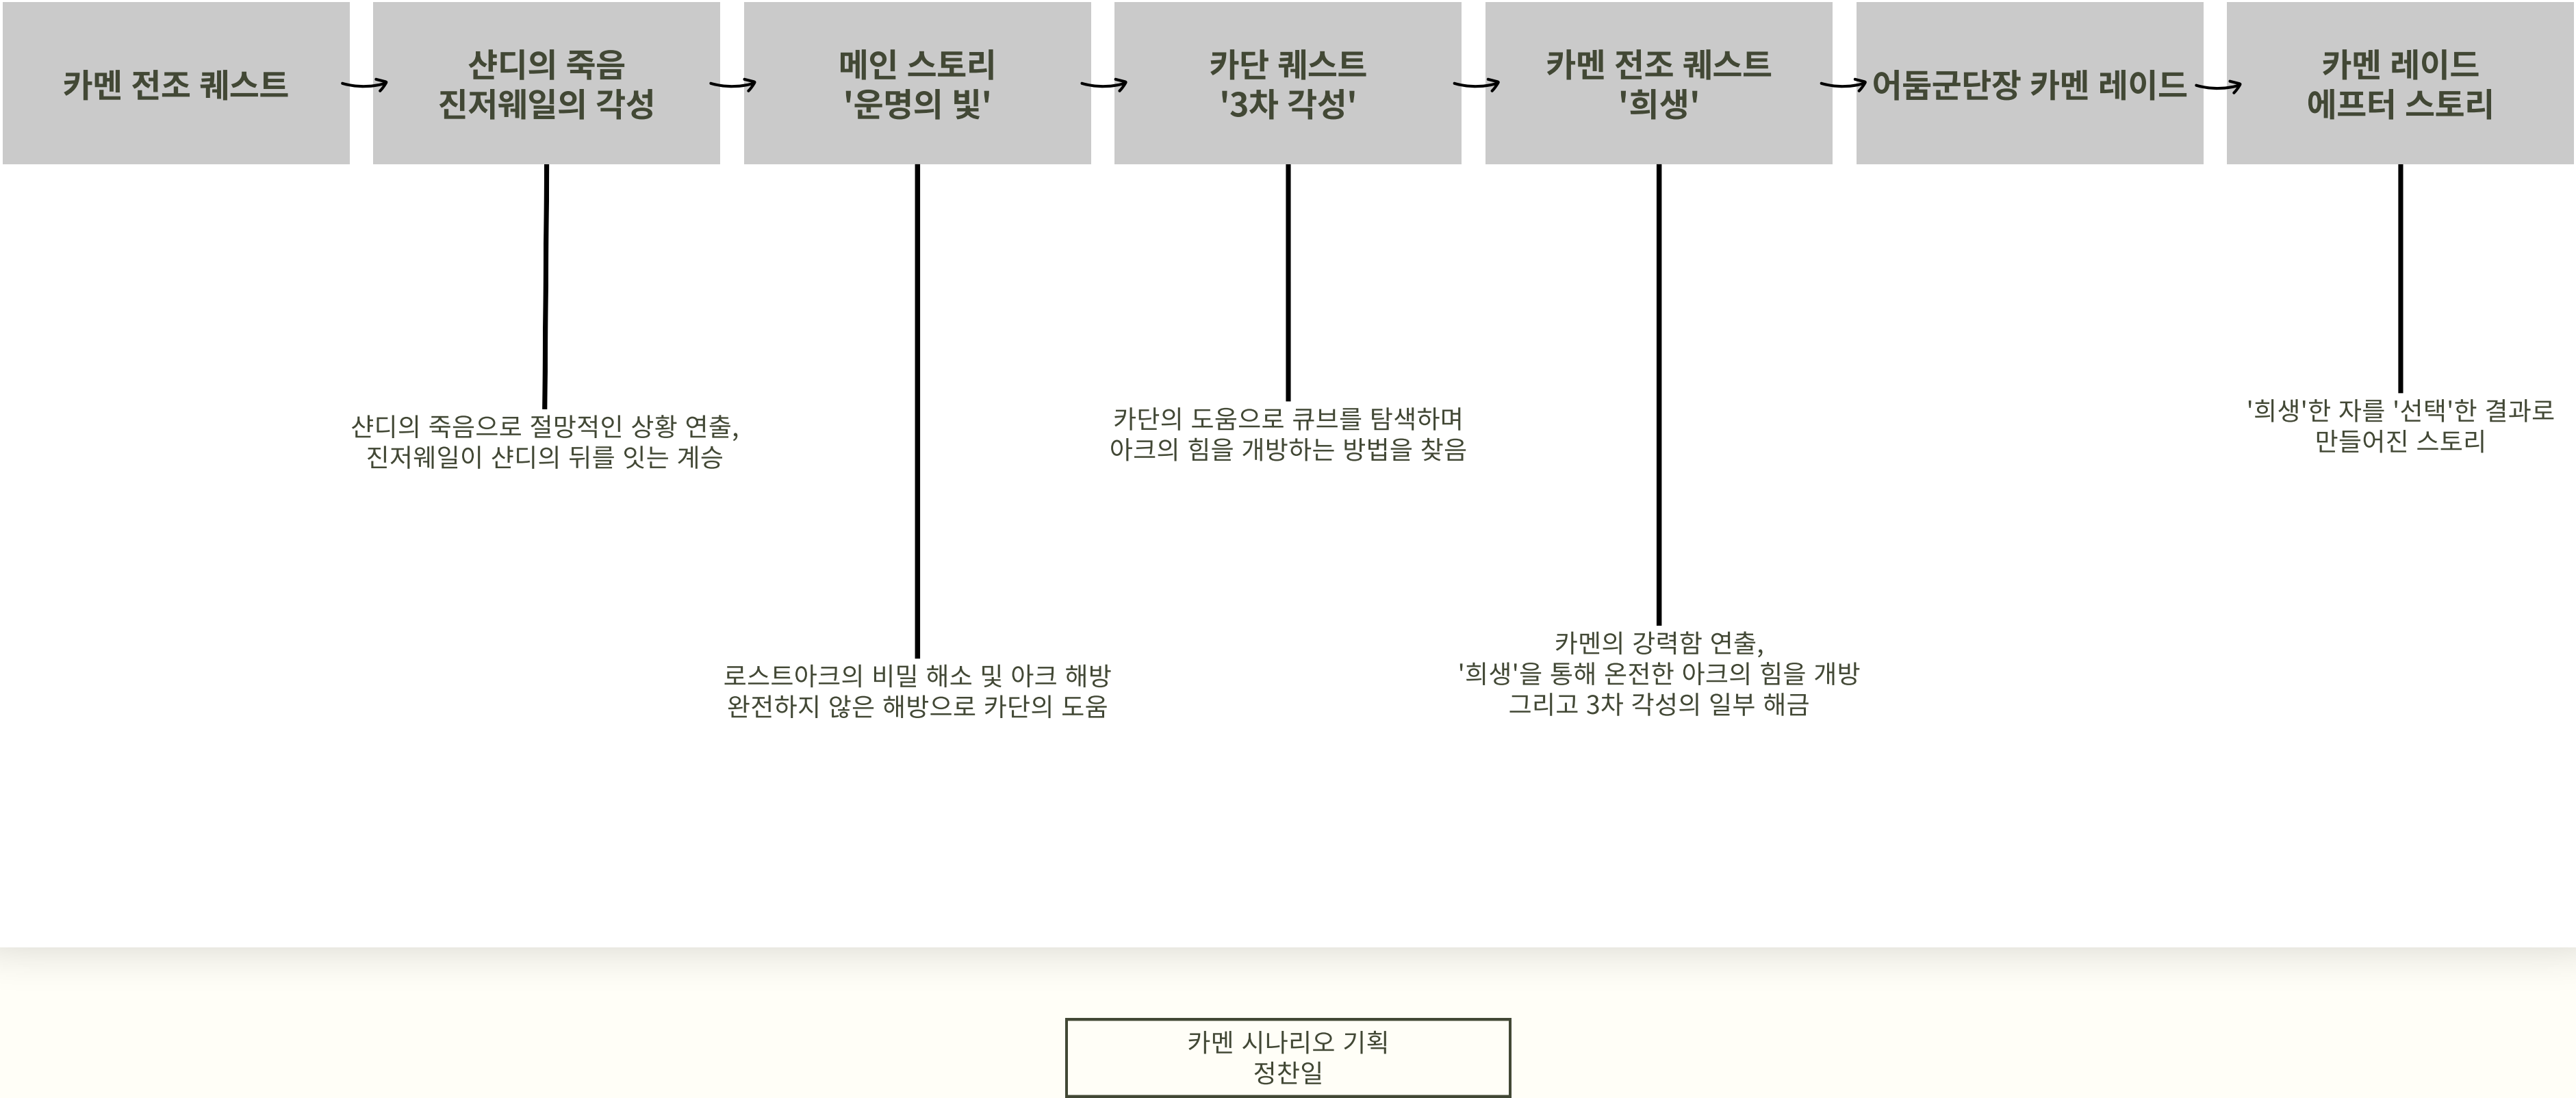 카멘 전조 퀘스트
샨디의 죽음
진저웨일의 각성
메인 스토리
'운명의 빛'
카단 퀘스트
'3차 각성'
카멘 전조 퀘스트
'희생'
어둠군단장 카멘 레이드
카멘 레이드
에프터 스토리
샨디의 죽음으로 절망적인 상황 연출,
진저웨일이 샨디의 뒤를 잇는 계승
로스트아크의 비밀 해소 및 아크 해방
완전하지 않은 해방으로 카단의 도움
카단의 도움으로 큐브를 탐색하며
아크의 힘을 개방하는 방법을 찾음
카멘의 강력함 연출,
'희생'을 통해 온전한 아크의 힘을 개방
그리고 3차 각성의 일부 해금
'희생'한 자를 '선택'한 결과로
만들어진 스토리
카멘 시나리오 기획
정찬일